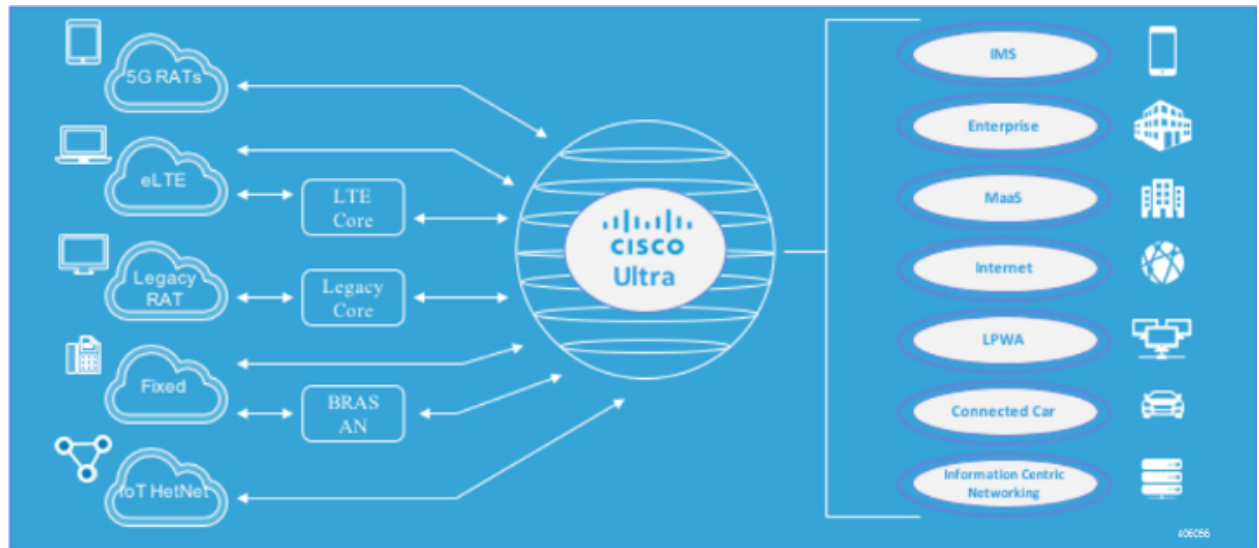 5G RATs
eLTE
LTE
Core
Legacy
RAT
Legacy
Core
Fixed
BRAS
AN
IoT HetNet
CISCO
Ultra
IMS
Enterprise
MaaS
Internet
LPWA
Connected Car
Information Centric
Networking
406056